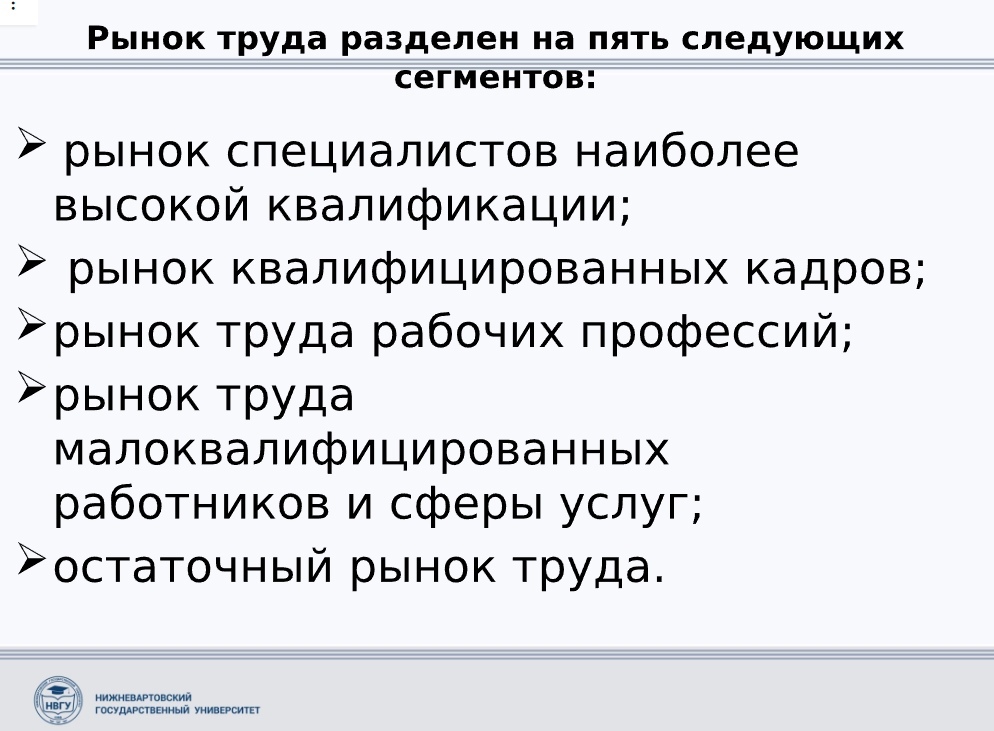 :
Рынок труда разделен на пять следующих
сегментов:
➢ рынок специалистов наиболее
высокой квалификации;
➢ рынок квалифицированных кадров;
➢рынок труда рабочих профессий;
➢рынок труда
малоквалифицированных
работников и сферы услуг;
➢остаточный рынок труда.
НВГУ
НИЖНЕВАРТОВСКИЙ
ГОСУДАРСТВЕННЫЙ УНИВЕРСИТЕТ